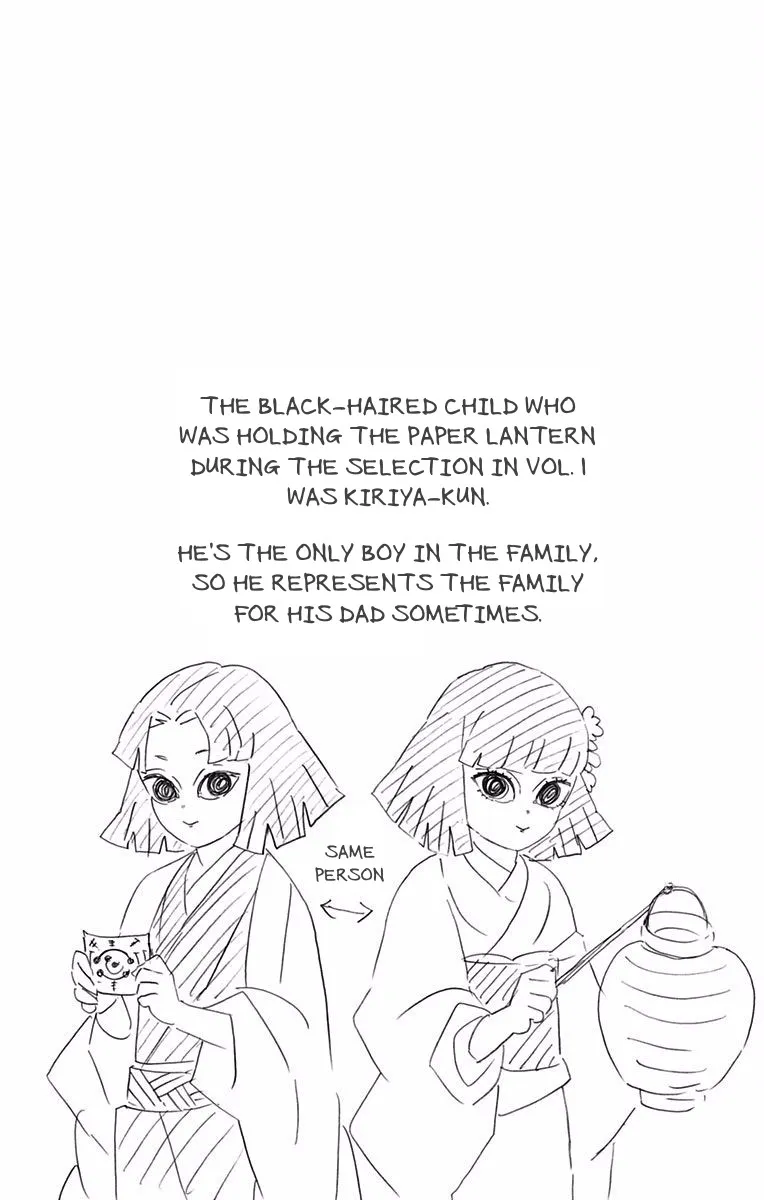 THE BLACK-HAIRED CHILD WHO
WAS HOLDING THE PAPER LANTERN
DURING THE SELECTION IN VOL. 1
WAS KIRIYA-KUN.
HE'S THE ONLY BOY IN THE FAMILY,
SO HE REPRESENTS THE FAMILY
FOR HIS DAD SOMETIMES.
SAME
PERSON